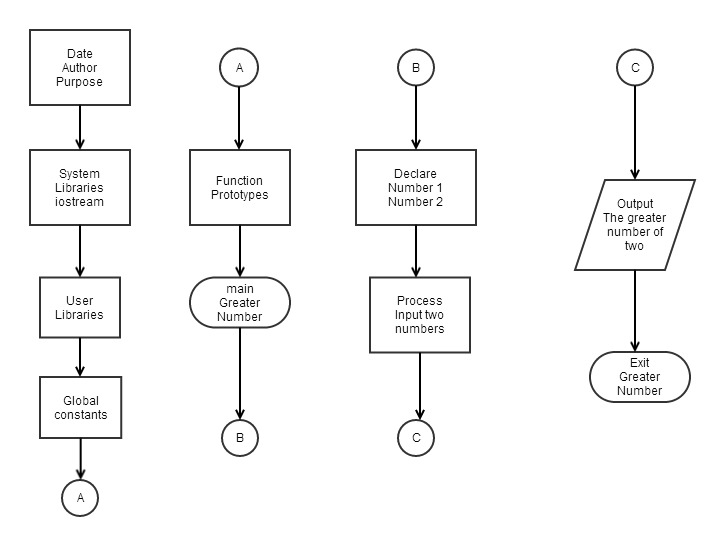 Date
Author
Purpose
System
Libraries
iostream
User
Libraries
Global
constants
A
A
Function
Prototypes
main
Greater
Number
B
B
Declare
Number 1
Number 2
Process
Input two
numbers
C
C
Output
The greater
number of
two
Exit
Greater
Number